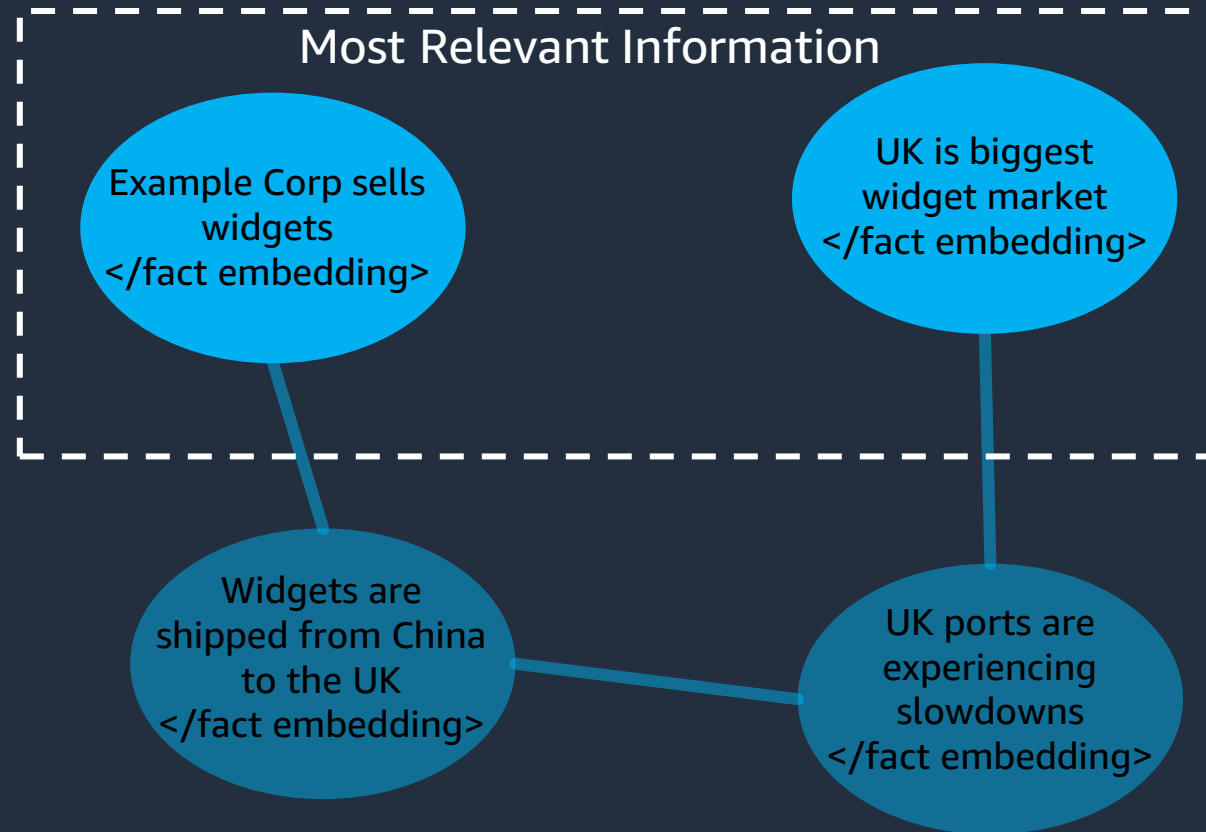 Most Relevant Information
Example Corp sells
widgets
</fact embedding>
UK is biggest
widget market
</fact embedding>
Widgets are
shipped from China
to the UK
</fact embedding>
UK ports are
experiencing
slowdowns
</fact embedding>